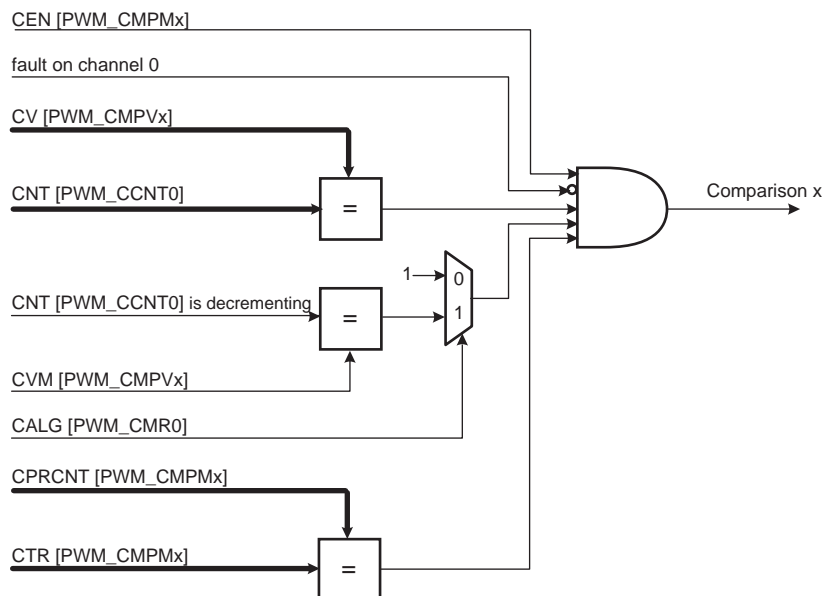 CEN [PWM_CMPMx]
fault on channel 0
CV [PWM_CMPVx]
CNT [PWM_CCNT0]
=
Comparison x
1
0
CNT [PWM_CCNT0] is decrementing
=
1
CVM [PWM_CMPVx]
CALG [PWM_CMR0]
CPRCNT [PWM_CMPMx]
CTR [PWM_CMPMx]
=